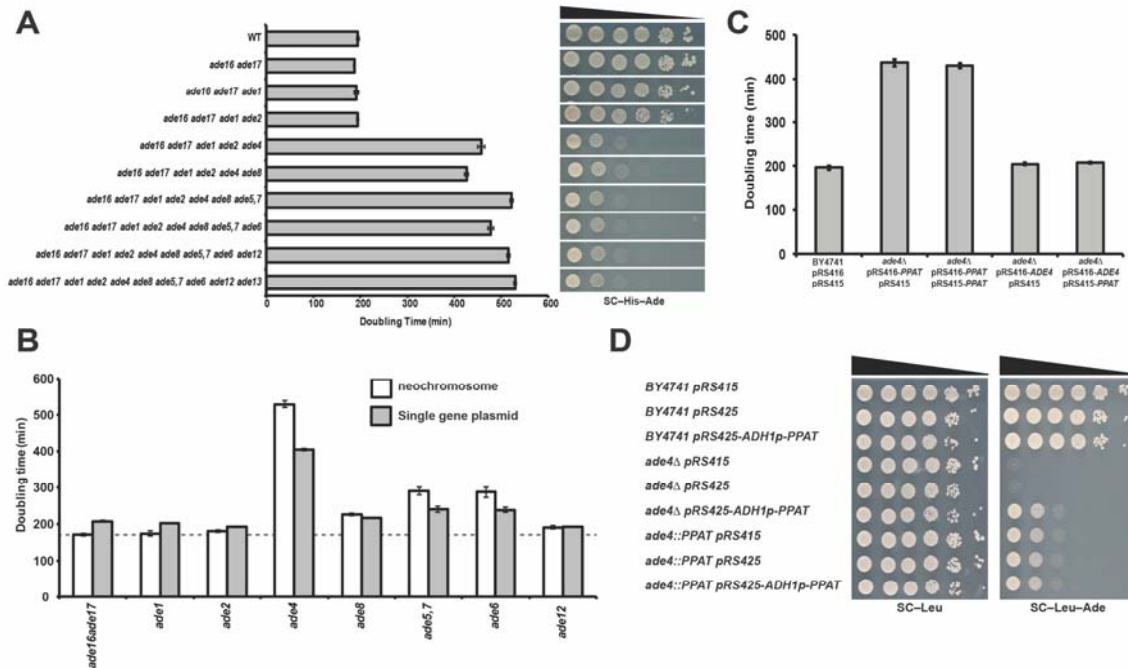 A
WT
ade16 ade17
ade16 ade17 ade1
ade16 ade17 ade1 ade2
ade16 ade17 ade1 ade2 ade4
ade16 ade17 ade1 ade2 ade4 ade8
ade16 ade17 ade1 ade2 ade4 ade8 ade5,7
ade16 ade17 ade1 ade2 ade4 ade8 ade5,7 ade6
ade16 ade17 ade1 ade2 ade4 ade8 ade5,7 ade6 ade12
ade16 ade17 ade1 ade2 ade4 ade8 ade5,7 ade6 ade12 ade13
0 100 200 300 400 500 600
Doubling Time (min)
SC–His–Ade
B
Doubling time (min)
600
500
400
300
200
100
0
neochromosome
Single gene plasmid
ade16ade17
ade1
ade2
ade4
ade8
ade5,7
ade6
ade12
C
Doubling time (min)
500
400
300
200
100
0
BY4741 ade4Δ ade4Δ ade4Δ ade4Δ
pRS416 pRS416-PPAT pRS416-PPAT pRS416-ADE4 pRS416-ADE4
pRS415 pRS415 pRS415-PPAT pRS415 pRS415-PPAT
D
BY4741 pRS415
BY4741 pRS425
BY4741 pRS425-ADH1p-PPAT
ade4Δ pRS415
ade4Δ pRS425
ade4Δ pRS425-ADH1p-PPAT
ade4::PPAT pRS415
ade4::PPAT pRS425
ade4::PPAT pRS425-ADH1p-PPAT
SC–Leu
SC–Leu–Ade